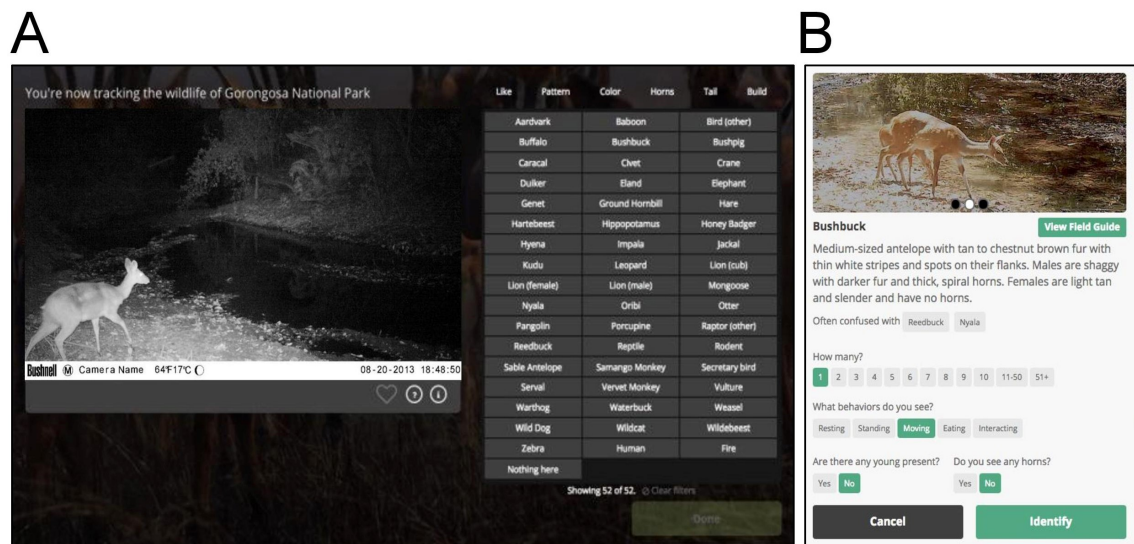 A
B
You're now tracking the wildlife of Gorongosa National Park
Like Pattern Color Horns Tail Build
Aardvark Baboon Bird (other)
Buffalo Bushbuck Bushpig
Caracal Civet Crane
Duiker Eland Elephant
Genet Ground Hornbill Hare
Hartebeest Hippopotamus Honey Badger
Hyena Impala Jackal
Kudu Leopard Lion (cub)
Lion (female) Lion (male) Mongoose
Nyala Oribi Otter
Pangolin Porcupine Raptor (other)
Reedbuck Reptile Rodent
Sable Antelope Samango Monkey Secretary bird
Serval Vervet Monkey Vulture
Warthog Waterbuck Weasel
Wild Dog Wildcat Wildebeest
Zebra Human Fire
Nothing here
Showing 52 of 52. Clear filters
Done
Bushnell M Camera Name 64°F17°C 08-20-2013 18:48:50
Bushbuck
View Field Guide
Medium-sized antelope with tan to chestnut brown fur with
thin white stripes and spots on their flanks. Males are shaggy
with darker fur and thick, spiral horns. Females are light tan
and slender and have no horns.
Often confused with Reedbuck Nyala
How many?
1 2 3 4 5 6 7 8 9 10 11-50 51+
What behaviors do you see?
Resting Standing Moving Eating Interacting
Are there any young present? Do you see any horns?
Yes No Yes No
Cancel Identify